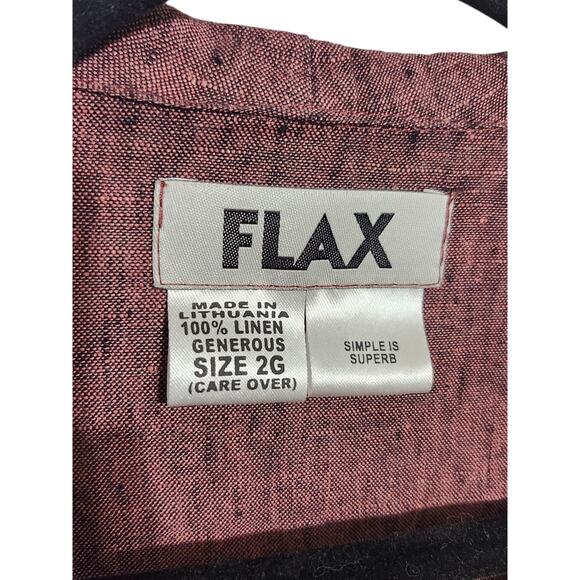 FLAX
MADE IN
LITHUANIA
100% LINEN
GENEROUS
SIZE 2G
(CARE OVER)
SIMPLE IS
SUPERB